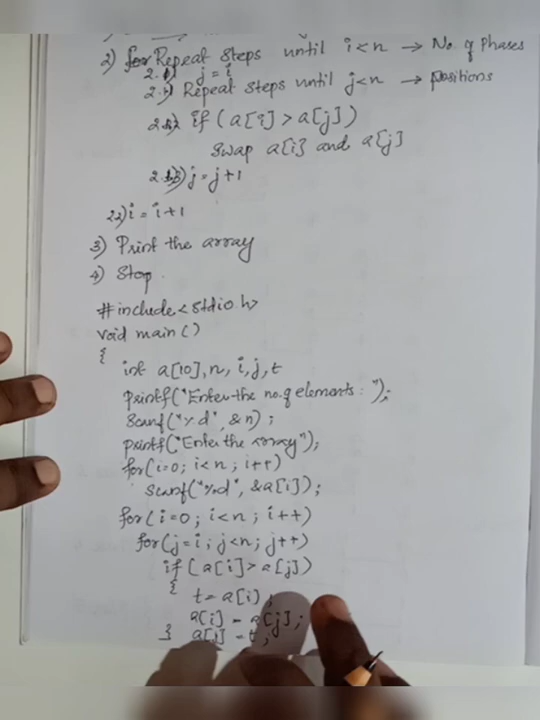 2) for Repeat Steps until i<n → No. of phases
2.1) j = i
2.2) Repeat steps until j<n → positions
if (a[i] > a[j])
Swap a[i] and a[j]
j = j+1
2.2) i = i+1
3) Print the array
4) Stop.
#include<stdio.h>
void main()
{
int a[10], n, i, j, t
printf("Enter the no. of elements : ");
scanf("%d", &n);
printf("Enter the array");
for(i=0; i<n; i++)
scanf("%d", &a[i]);
for(i=0; i<n; i++)
for(j=i; j<n; j++)
if (a[i]>a[j])
{
t=a[i];
a[i] = a[j];
} a[j] = t;